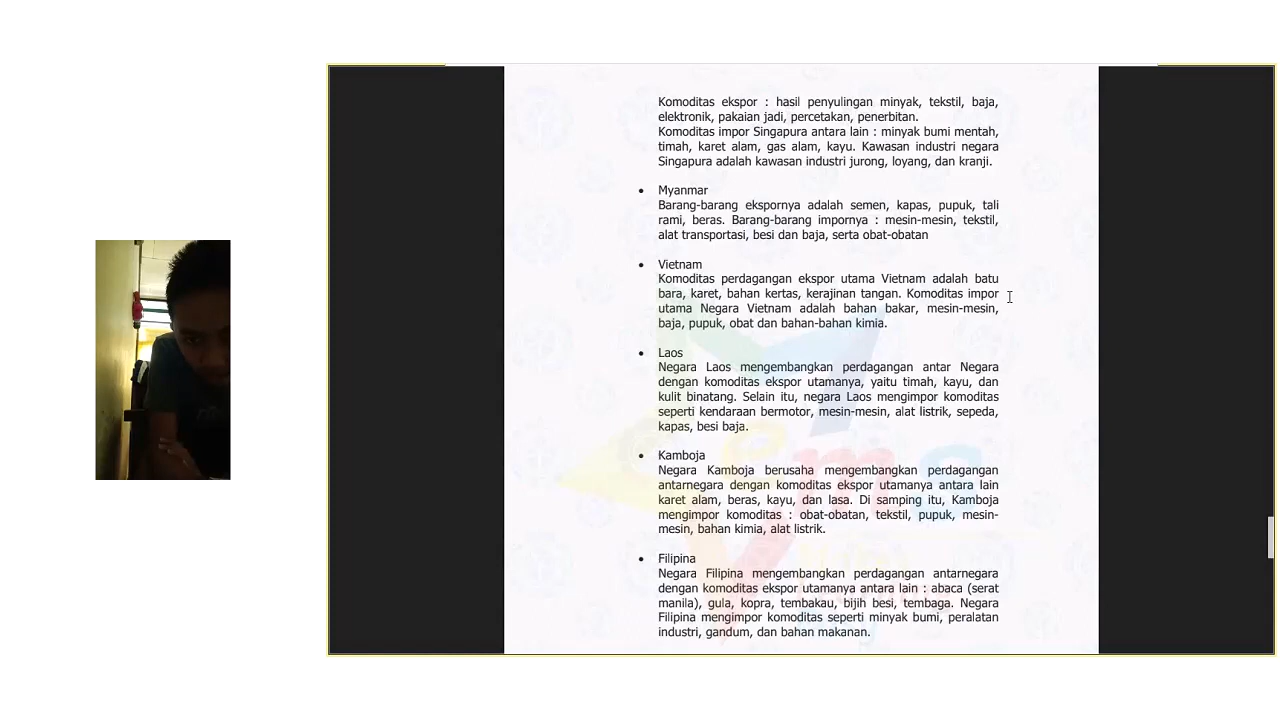 Komoditas ekspor : hasil penyulingan minyak, tekstil, baja,
elektronik, pakaian jadi, percetakan, penerbitan.
Komoditas impor Singapura antara lain : minyak bumi mentah,
timah, karet alam, gas alam, kayu. Kawasan industri negara
Singapura adalah kawasan industri jurong, loyang, dan kranji.
• Myanmar
Barang-barang ekspornya adalah semen, kapas, pupuk, tali
rami, beras. Barang-barang impornya : mesin-mesin, tekstil,
alat transportasi, besi dan baja, serta obat-obatan
• Vietnam
Komoditas perdagangan ekspor utama Vietnam adalah batu
bara, karet, bahan kertas, kerajinan tangan. Komoditas impor
utama Negara Vietnam adalah bahan bakar, mesin-mesin,
baja, pupuk, obat dan bahan-bahan kimia.
• Laos
Negara Laos mengembangkan perdagangan antar Negara
dengan komoditas ekspor utamanya, yaitu timah, kayu, dan
kulit binatang. Selain itu, negara Laos mengimpor komoditas
seperti kendaraan bermotor, mesin-mesin, alat listrik, sepeda,
kapas, besi baja.
• Kamboja
Negara Kamboja berusaha mengembangkan perdagangan
antarnegara dengan komoditas ekspor utamanya antara lain
karet alam, beras, kayu, dan lasa. Di samping itu, Kamboja
mengimpor komoditas : obat-obatan, tekstil, pupuk, mesin-
mesin, bahan kimia, alat listrik.
• Filipina
Negara Filipina mengembangkan perdagangan antarnegara
dengan komoditas ekspor utamanya antara lain : abaca (serat
manila), gula, kopra, tembakau, bijih besi, tembaga. Negara
Filipina mengimpor komoditas seperti minyak bumi, peralatan
industri, gandum, dan bahan makanan.